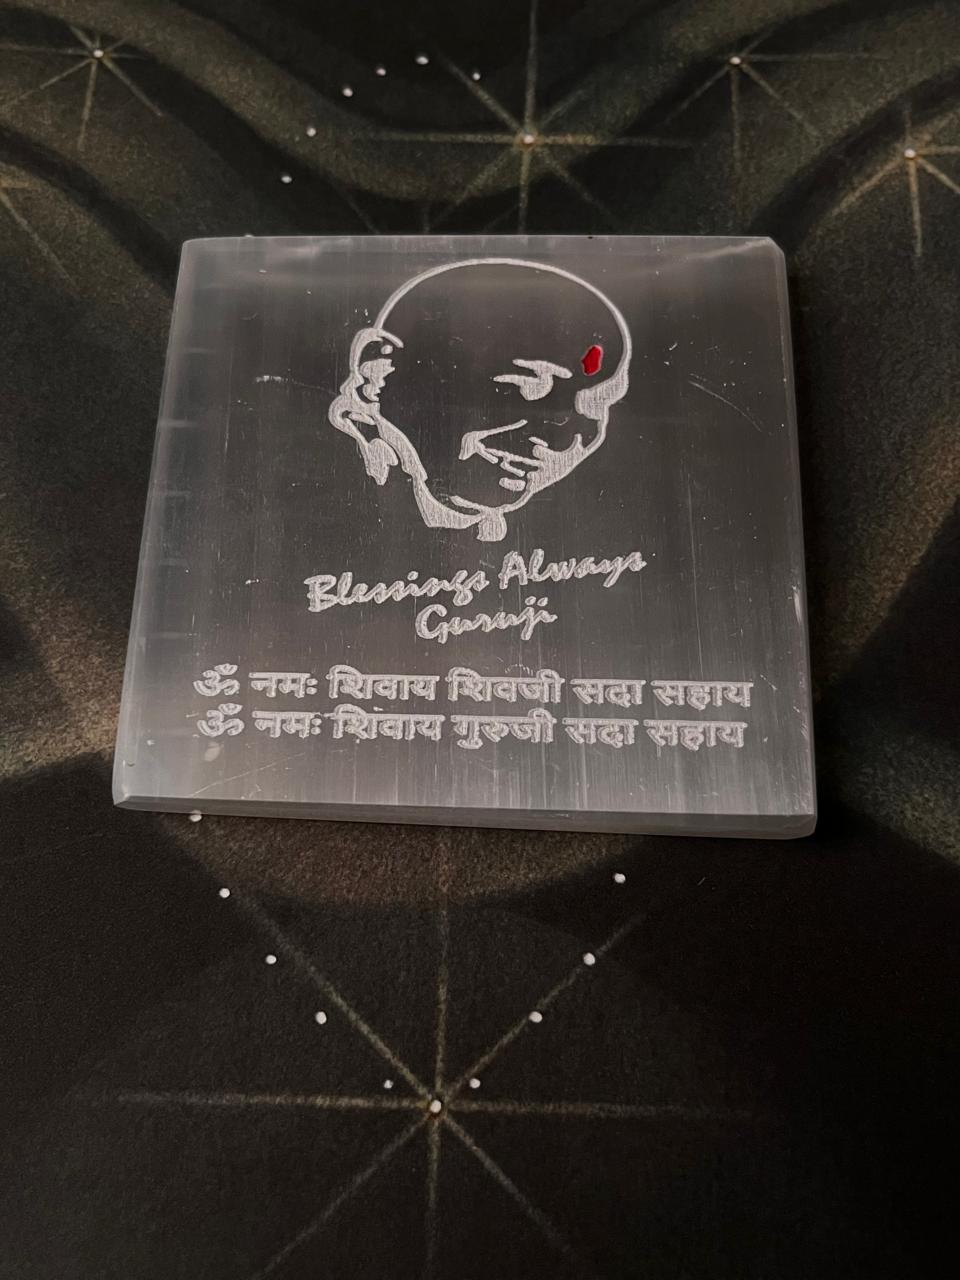 Blessings Always
Guruji
ॐ नमः शिवाय शिवजी सदा सहाय
ॐ नमः शिवाय गुरुजी सदा सहाय